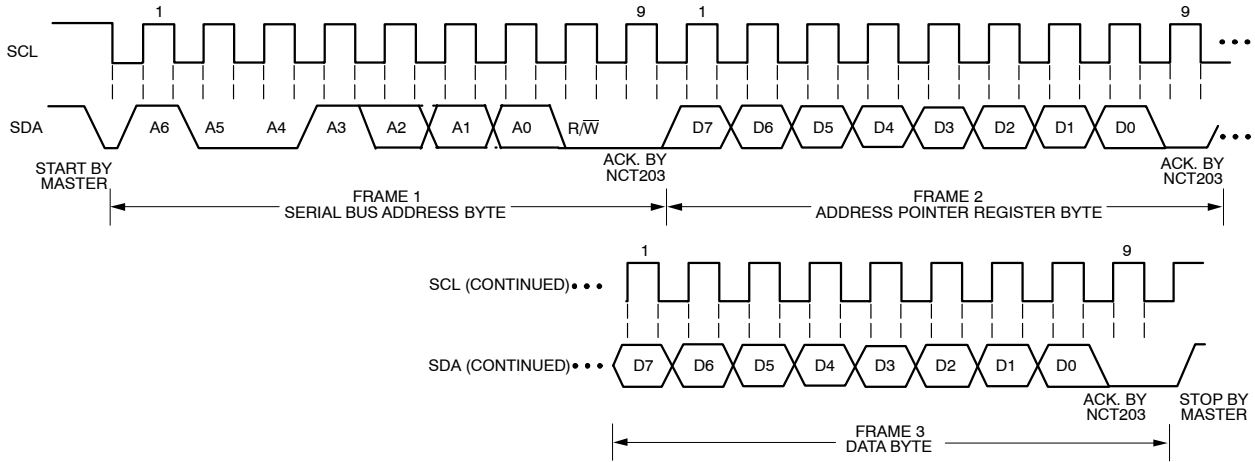 1 9 1 9
SCL
SDA A6 A5 A4 A3 A2 A1 A0 R/W̅ D7 D6 D5 D4 D3 D2 D1 D0
START BY
MASTER
ACK. BY
NCT203
ACK. BY
NCT203
FRAME 1
SERIAL BUS ADDRESS BYTE
FRAME 2
ADDRESS POINTER REGISTER BYTE
1 9
SCL (CONTINUED)
SDA (CONTINUED) D7 D6 D5 D4 D3 D2 D1 D0
ACK. BY
NCT203
STOP BY
MASTER
FRAME 3
DATA BYTE